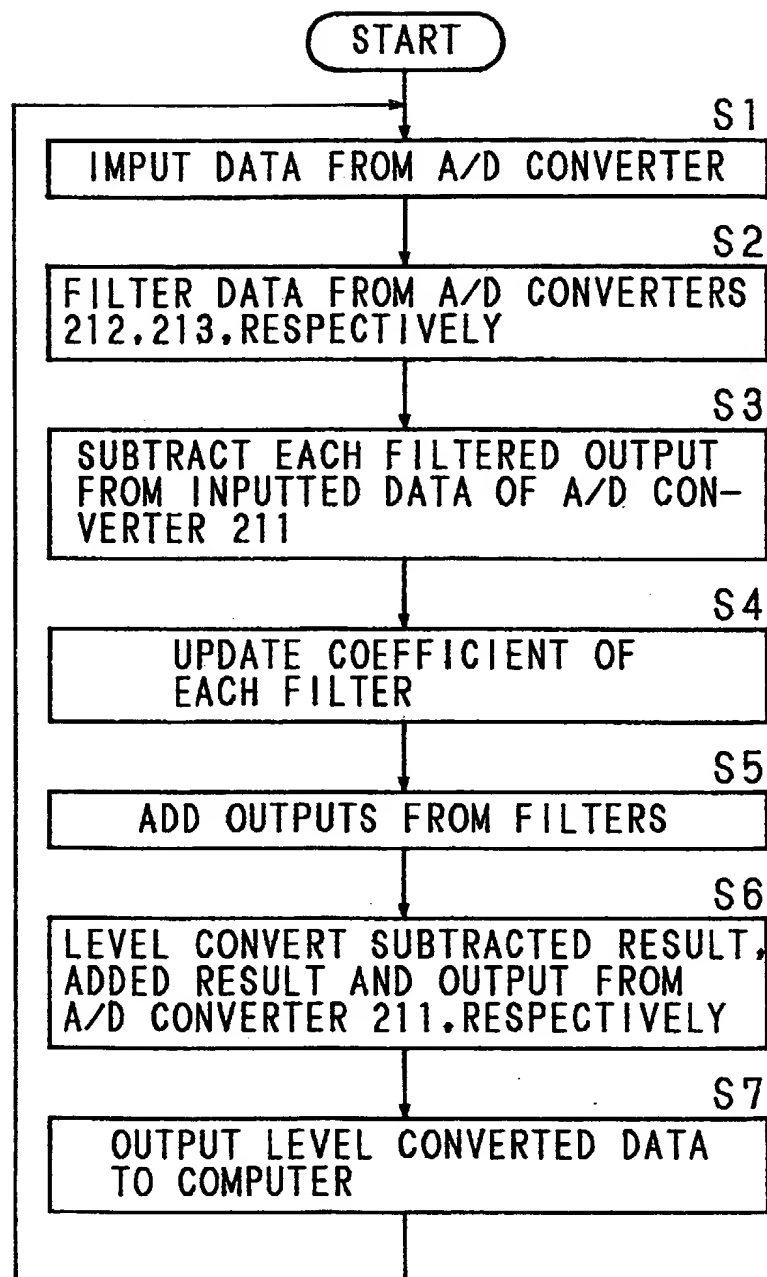 START
S1
IMPUT DATA FROM A/D CONVERTER
S2
FILTER DATA FROM A/D CONVERTERS
212,213,RESPECTIVELY
S3
SUBTRACT EACH FILTERED OUTPUT
FROM INPUTTED DATA OF A/D CON-
VERTER 211
S4
UPDATE COEFFICIENT OF
EACH FILTER
S5
ADD OUTPUTS FROM FILTERS
S6
LEVEL CONVERT SUBTRACTED RESULT,
ADDED RESULT AND OUTPUT FROM
A/D CONVERTER 211,RESPECTIVELY
S7
OUTPUT LEVEL CONVERTED DATA
TO COMPUTER